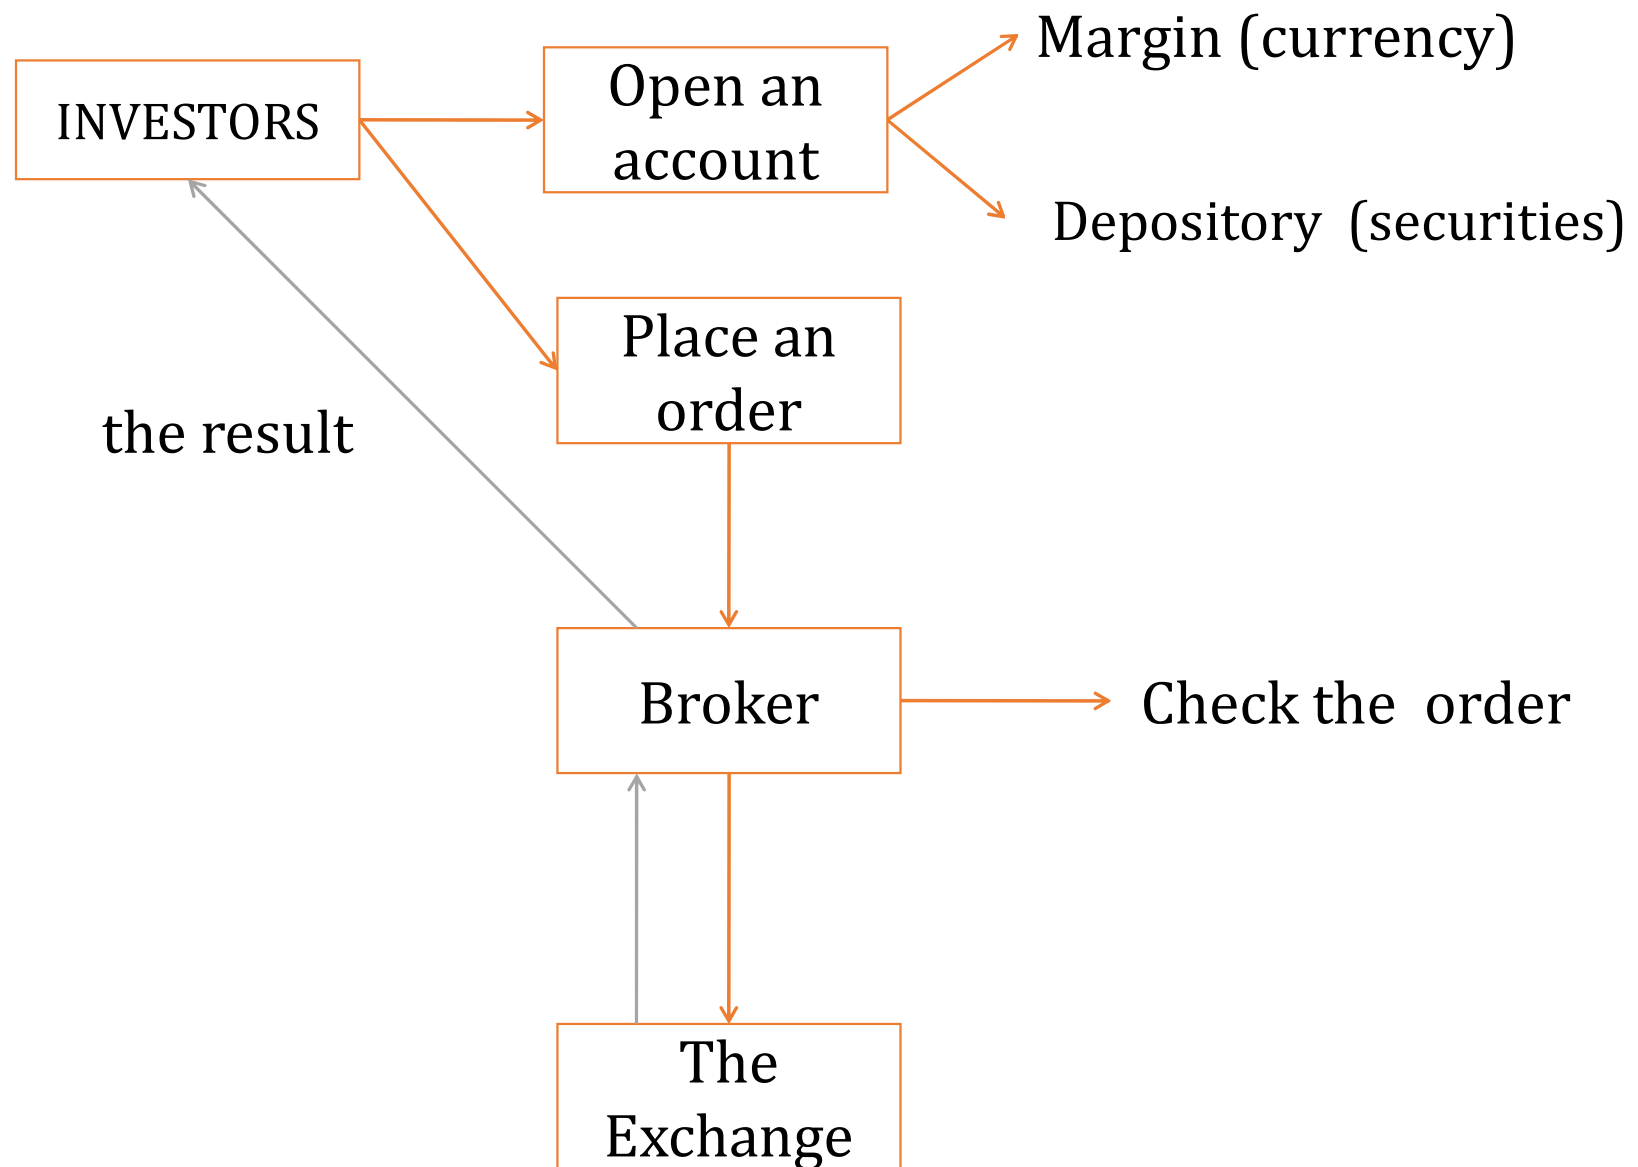 INVESTORS
Open an
account
Margin (currency)
Depository  (securities)
Place an
order
the result
Broker
Check the  order
The
Exchange